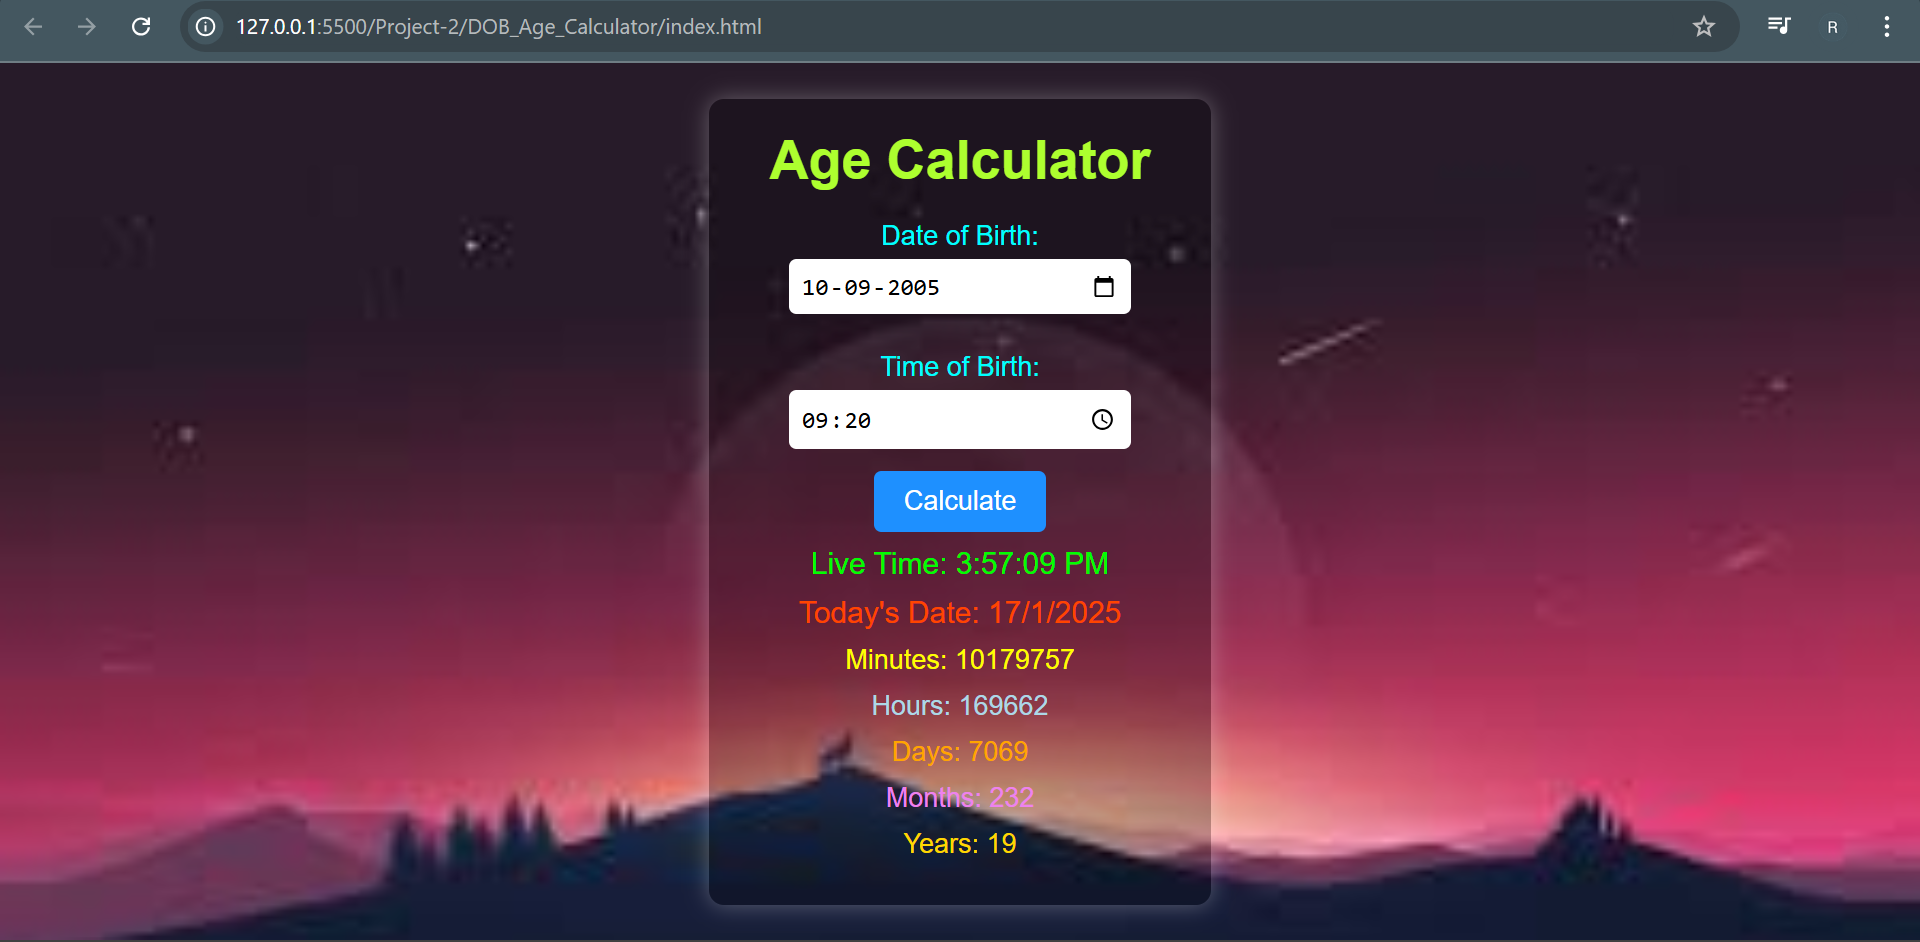 127.0.0.1:5500/Project-2/DOB_Age_Calculator/index.html
R
Age Calculator
Date of Birth:
10-09-2005
Time of Birth:
09:20
Calculate
Live Time: 3:57:09 PM
Today's Date: 17/1/2025
Minutes: 10179757
Hours: 169662
Days: 7069
Months: 232
Years: 19